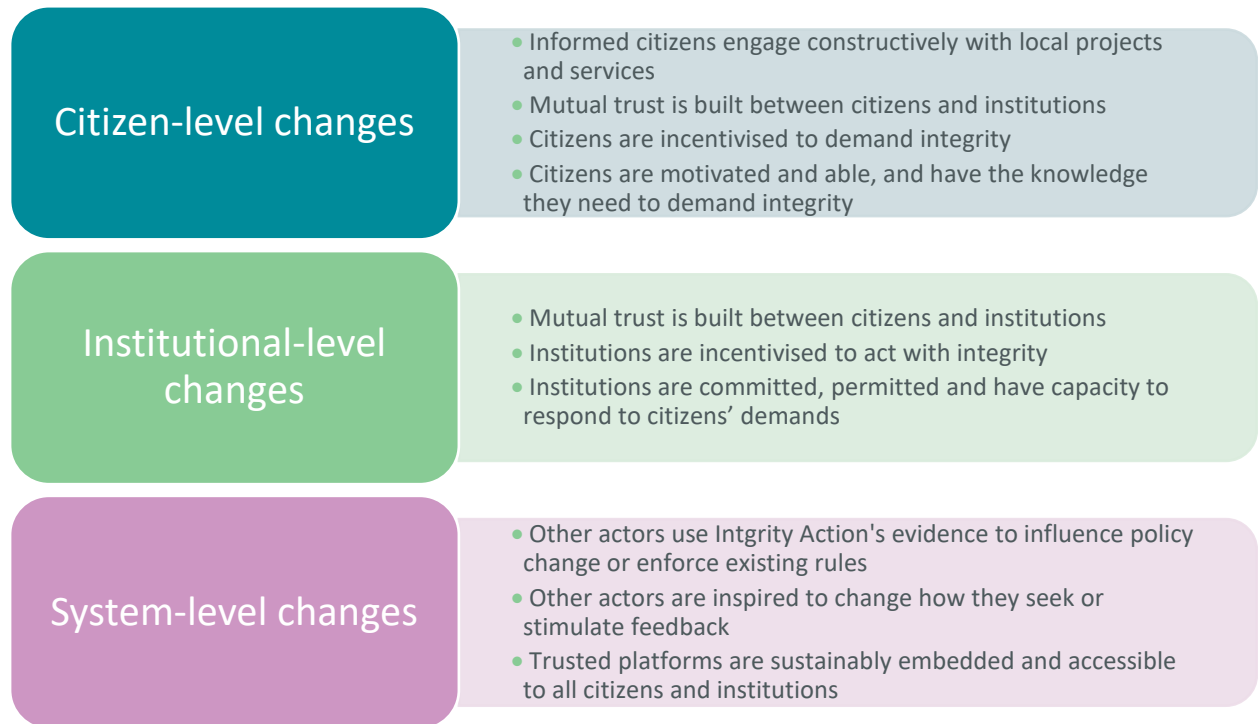 Citizen-level changes
• Informed citizens engage constructively with local projects
and services
• Mutual trust is built between citizens and institutions
• Citizens are incentivised to demand integrity
• Citizens are motivated and able, and have the knowledge
they need to demand integrity
Institutional-level
changes
• Mutual trust is built between citizens and institutions
• Institutions are incentivised to act with integrity
• Institutions are committed, permitted and have capacity to
respond to citizens’ demands
System-level changes
• Other actors use Intgrity Action's evidence to influence policy
change or enforce existing rules
• Other actors are inspired to change how they seek or
stimulate feedback
• Trusted platforms are sustainably embedded and accessible
to all citizens and institutions